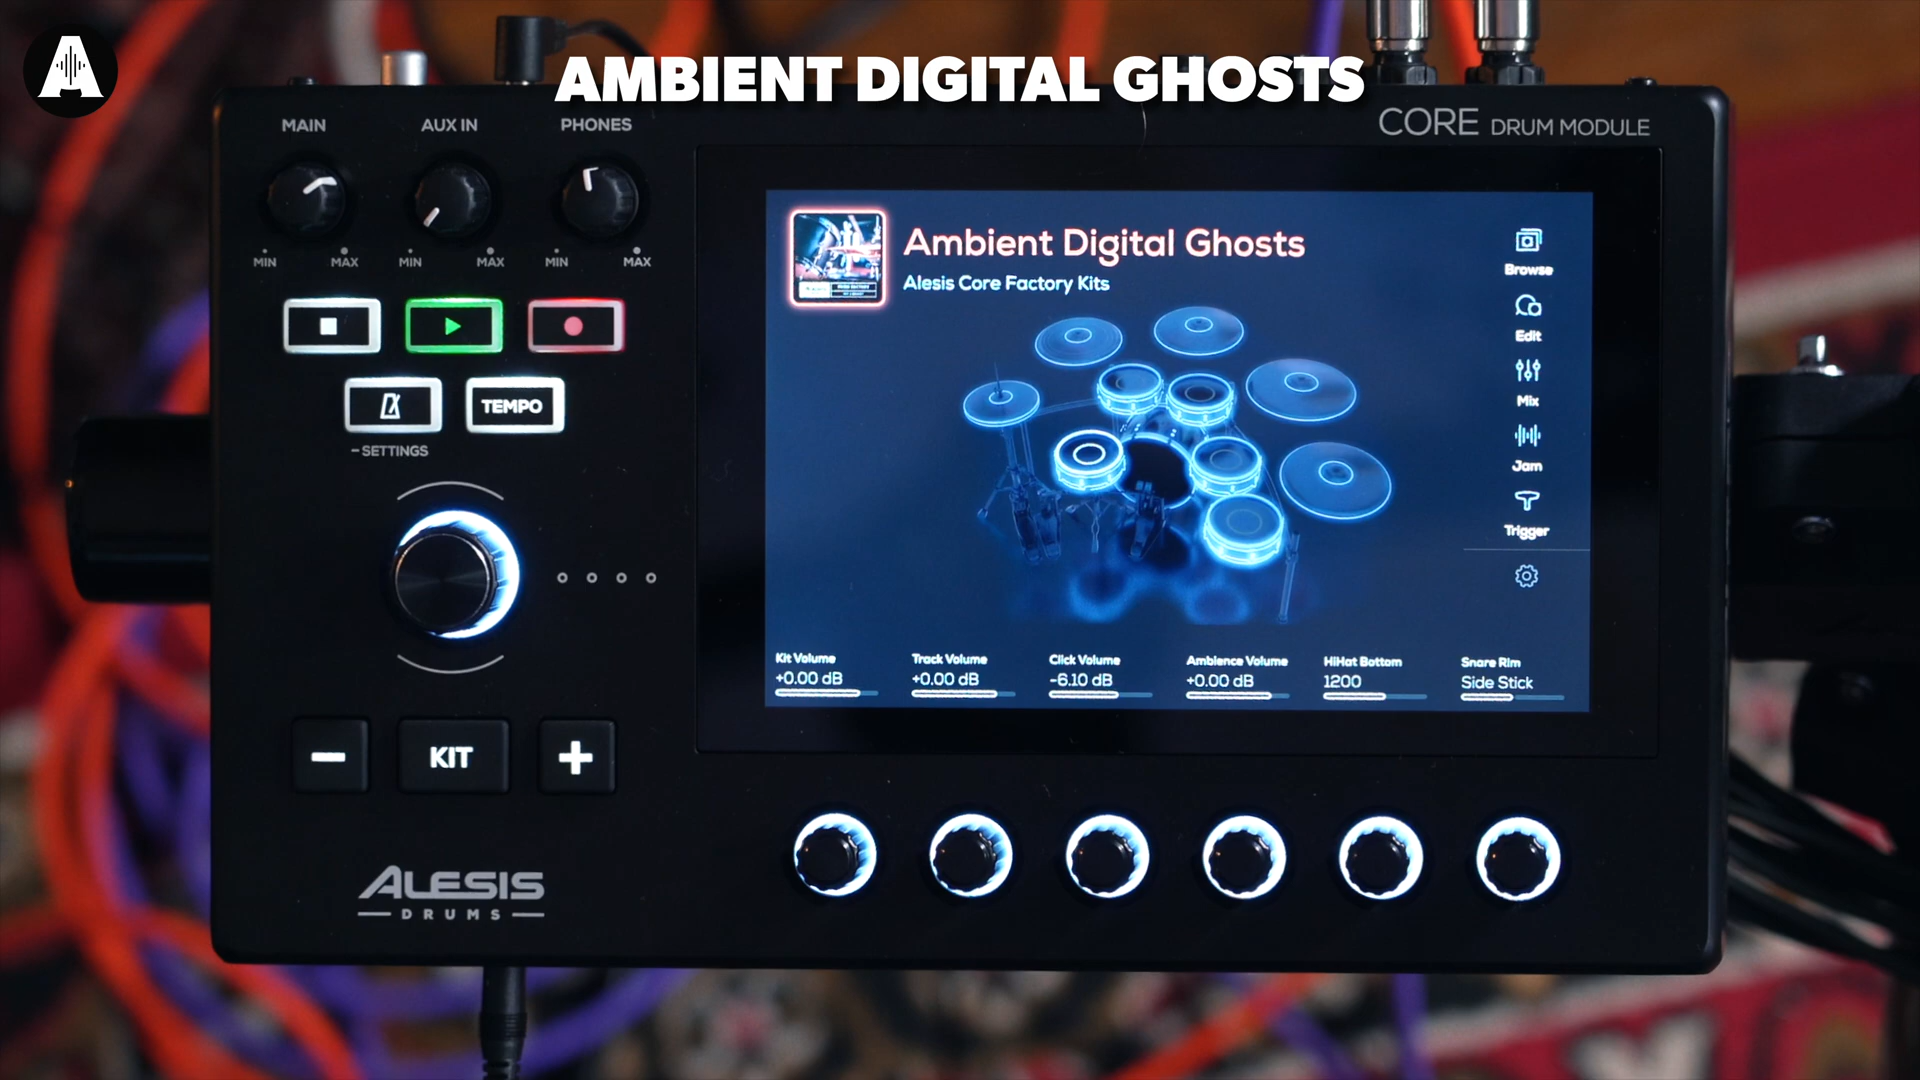 AMBIENT DIGITAL GHOSTS
A
CORE DRUM MODULE
MAIN
AUX IN
PHONES
MIN
MAX
MIN
MAX
MIN
MAX
TEMPO
– SETTINGS
KIT
ALESIS
DRUMS
Ambient Digital Ghosts
Alesis Core Factory Kits
Browse
Edit
Mix
Jam
Trigger
Kit Volume
+0.00 dB
Track Volume
+0.00 dB
Click Volume
-6.10 dB
Ambience Volume
+0.00 dB
HiHat Bottom
1200
Snare Rim
Side Stick